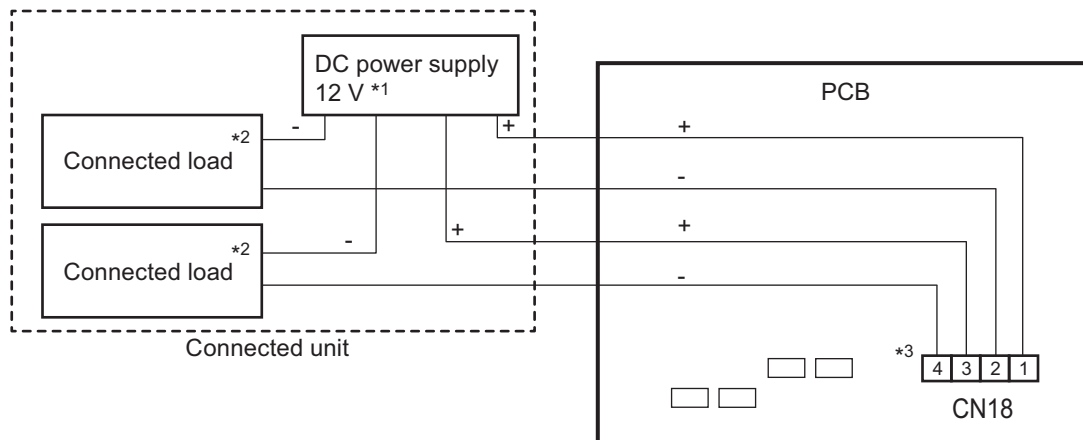 DC power supply
12 V *1
PCB
- + +
*2
Connected load
-
+ +
*2
-
Connected load
-
Connected unit
*3
4 3 2 1
CN18